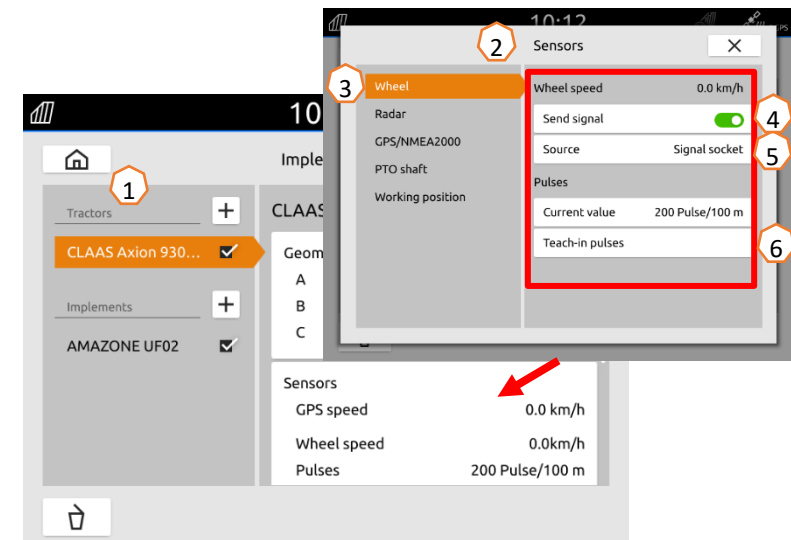 10:12
GPS
2
Sensors
3
Wheel
Radar
GPS/NMEA2000
PTO shaft
Working position
Wheel speed 0.0 km/h
Send signal
4
Source Signal socket
5
Pulses
Current value 200 Pulse/100 m
Teach-in pulses
6
10
Imple
1
Tractors
CLAAS Axion 930...
Implements
AMAZONE UF02
CLAAS
Geom
A
B
C
Sensors
GPS speed 0.0 km/h
Wheel speed 0.0km/h
Pulses 200 Pulse/100 m